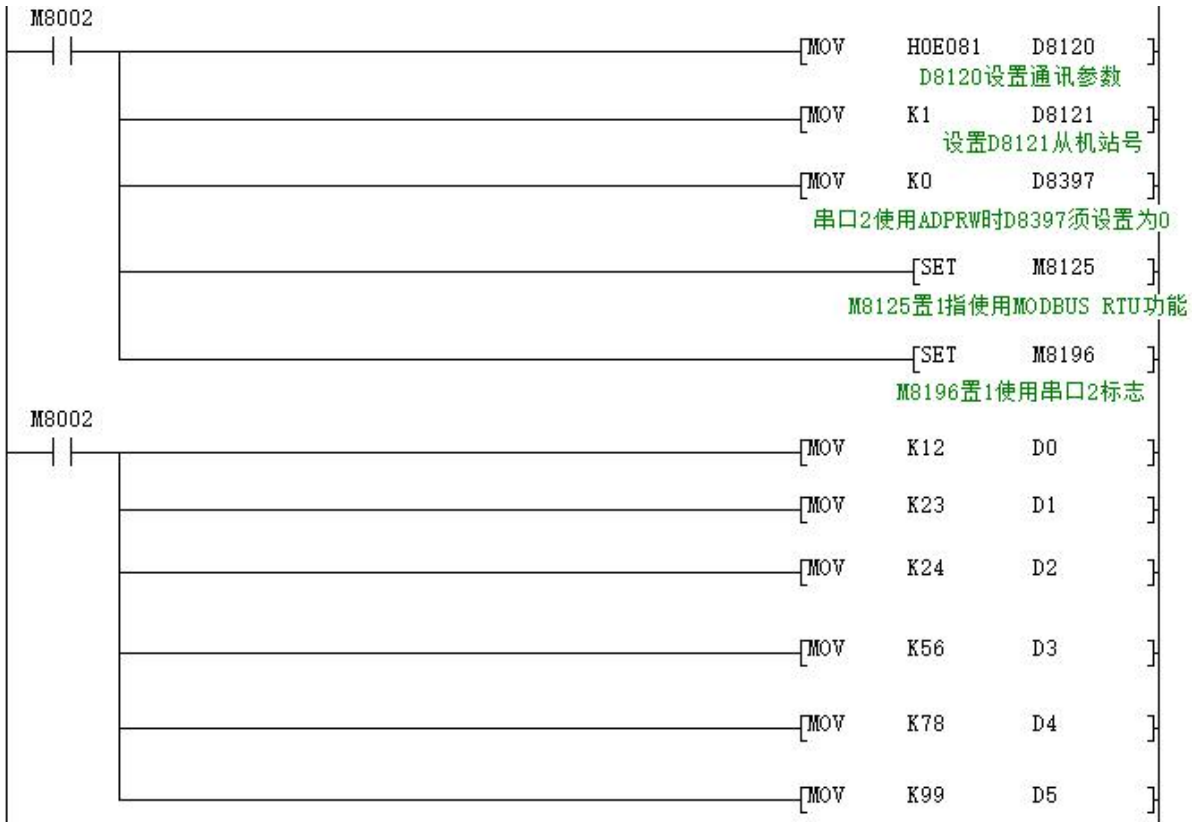 M8002
MOV H0E081 D8120
D8120设置通讯参数
MOV K1 D8121
设置D8121从机站号
MOV K0 D8397
串口2使用ADPRW时D8397须设置为0
SET M8125
M8125置1指使用MODBUS RTU功能
SET M8196
M8196置1使用串口2标志
M8002
MOV K12 D0
MOV K23 D1
MOV K24 D2
MOV K56 D3
MOV K78 D4
MOV K99 D5